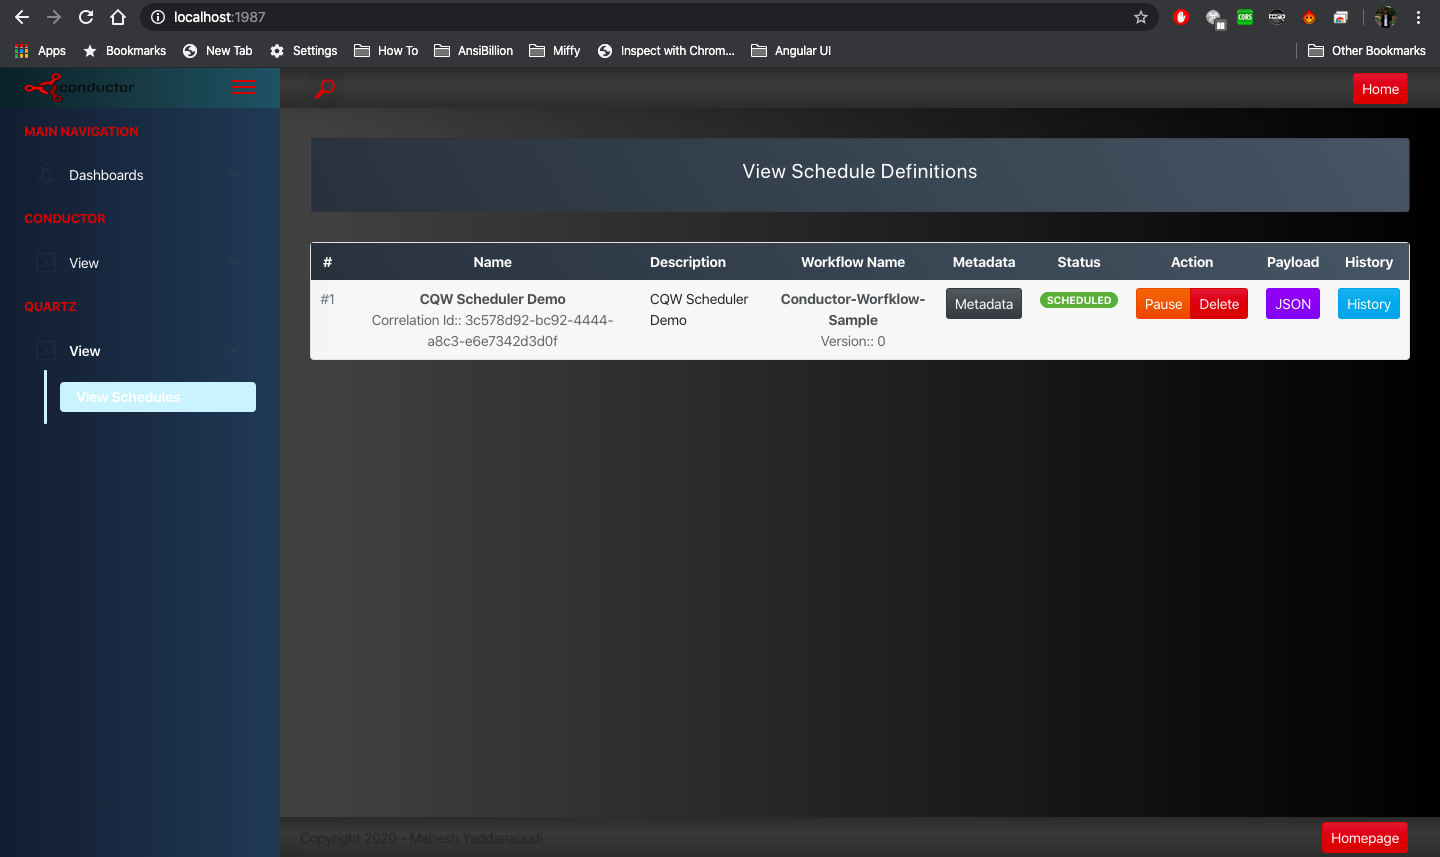 localhost:1987
Apps Bookmarks New Tab Settings How To AnsiBillion Miffy Inspect with Chrom... Angular UI Other Bookmarks
conductor
Home
MAIN NAVIGATION
Dashboards
CONDUCTOR
View
QUARTZ
View
View Schedules
View Schedule Definitions
# Name Description Workflow Name Metadata Status Action Payload History
#1 CQW Scheduler Demo CQW Scheduler Conductor-Worfklow- Metadata SCHEDULED Pause Delete JSON History
Correlation Id:: 3c578d92-bc92-4444- Demo Sample
a8c3-e6e7342d3d0f Version:: 0
Copyright 2020 - Mahesh Yaddanapudi
Homepage